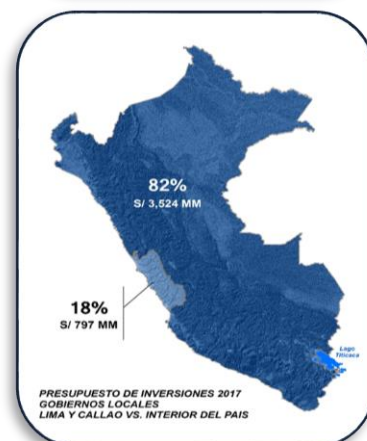 82%
S/ 3,524 MM
18%
S/ 797 MM
Lago
Titicaca
PRESUPUESTO DE INVERSIONES 2017
GOBIERNOS LOCALES
LIMA Y CALLAO VS. INTERIOR DEL PAIS